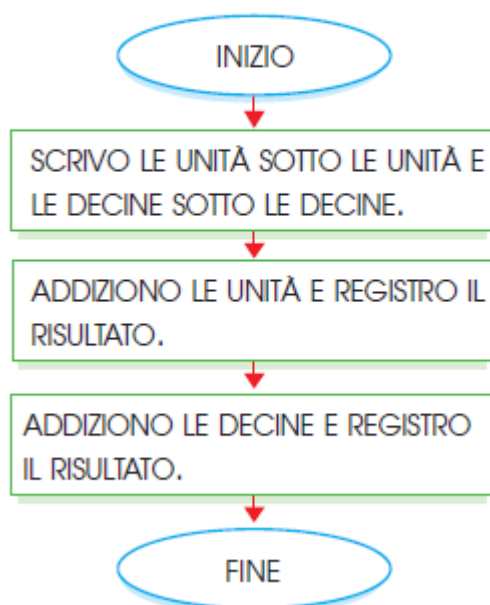 INIZIO
SCRIVO LE UNITÀ SOTTO LE UNITÀ E
LE DECINE SOTTO LE DECINE.
ADDIZIONO LE UNITÀ E REGISTRO IL
RISULTATO.
ADDIZIONO LE DECINE E REGISTRO
IL RISULTATO.
FINE